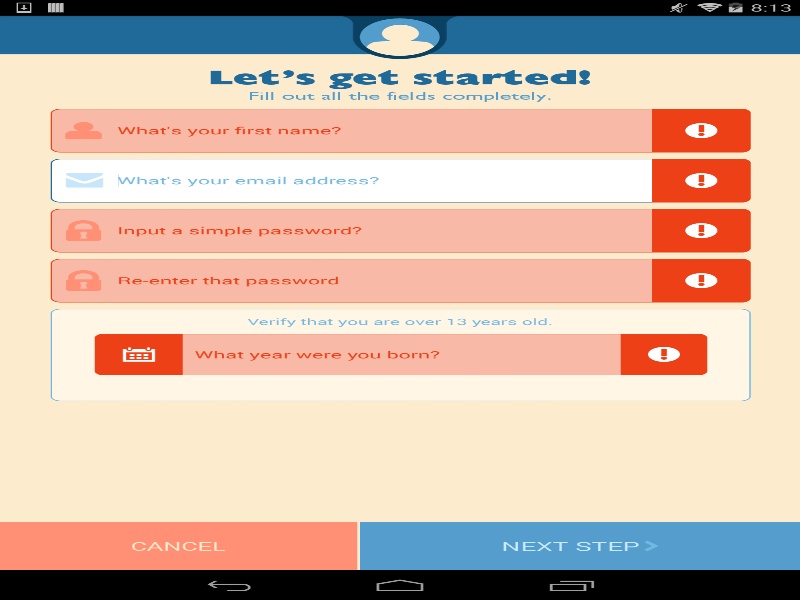 8:13
Let's get started!
Fill out all the fields completely.
What's your first name?
What's your email address?
Input a simple password?
Re-enter that password
Verify that you are over 13 years old.
What year were you born?
CANCEL
NEXT STEP